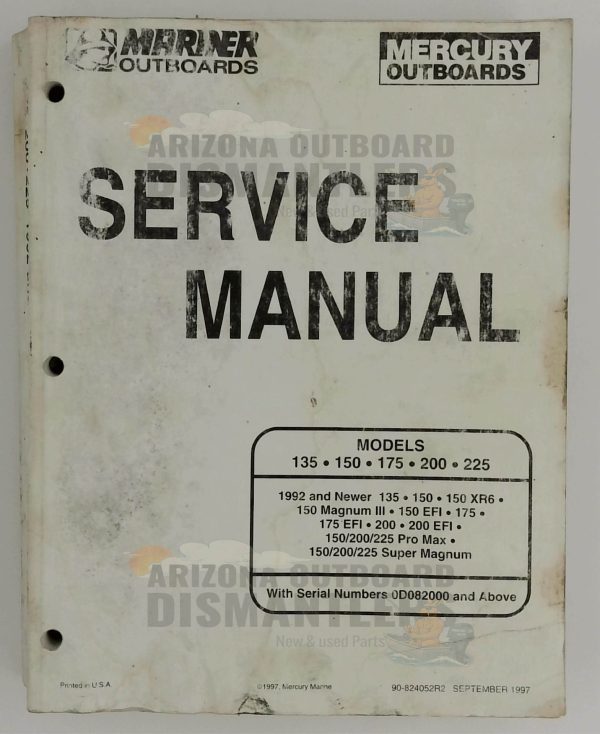 MARINER
OUTBOARDS
MERCURY
OUTBOARDS
ARIZONA OUTBOARD
DISMANTLERS
New & used Parts
SERVICE
MANUAL
MODELS
135 • 150 • 175 • 200 • 225
1992 and Newer 135 • 150 • 150 XR6 •
150 Magnum III • 150 EFI • 175 •
175 EFI • 200 • 200 EFI •
150/200/225 Pro Max •
150/200/225 Super Magnum
ARIZONA OUTBOARD
DISMANTLERS
New & used Parts
With Serial Numbers 0D082000 and Above
Printed in U.S.A.
©1997, Mercury Marine
90-824052R2 SEPTEMBER 1997